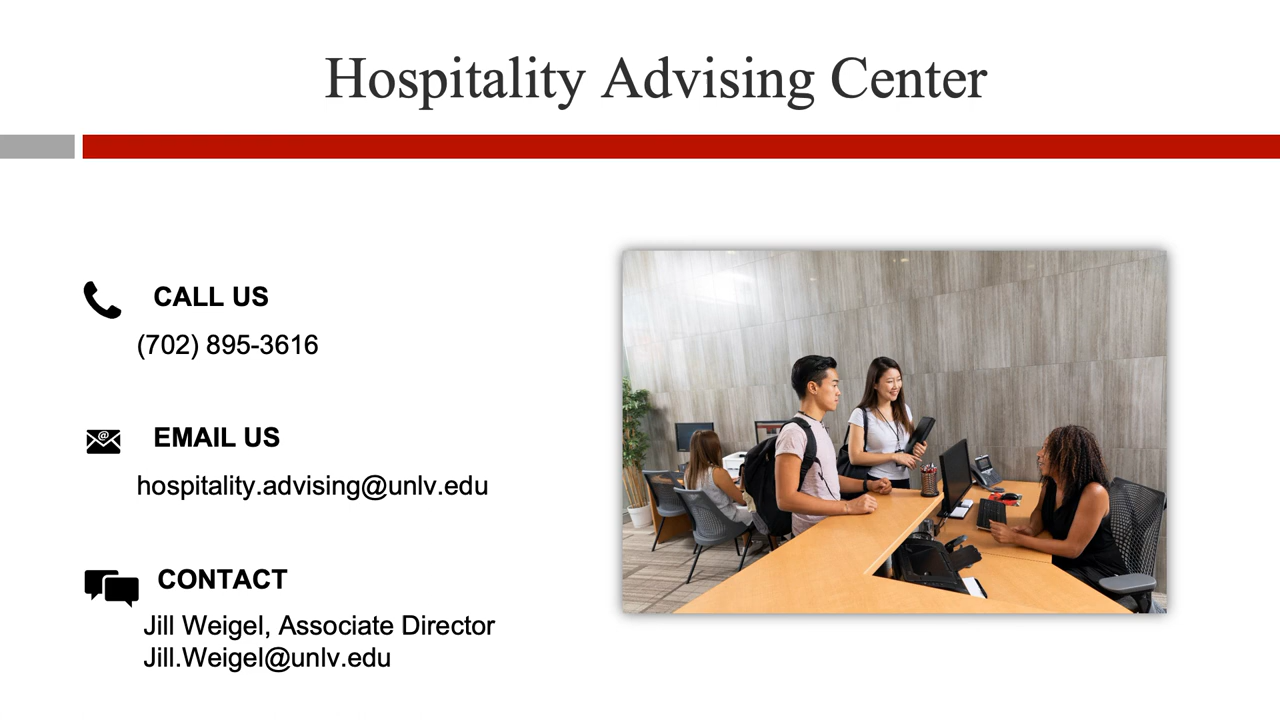 Hospitality Advising Center
CALL US
(702) 895-3616
EMAIL US
hospitality.advising@unlv.edu
CONTACT
Jill Weigel, Associate Director
Jill.Weigel@unlv.edu